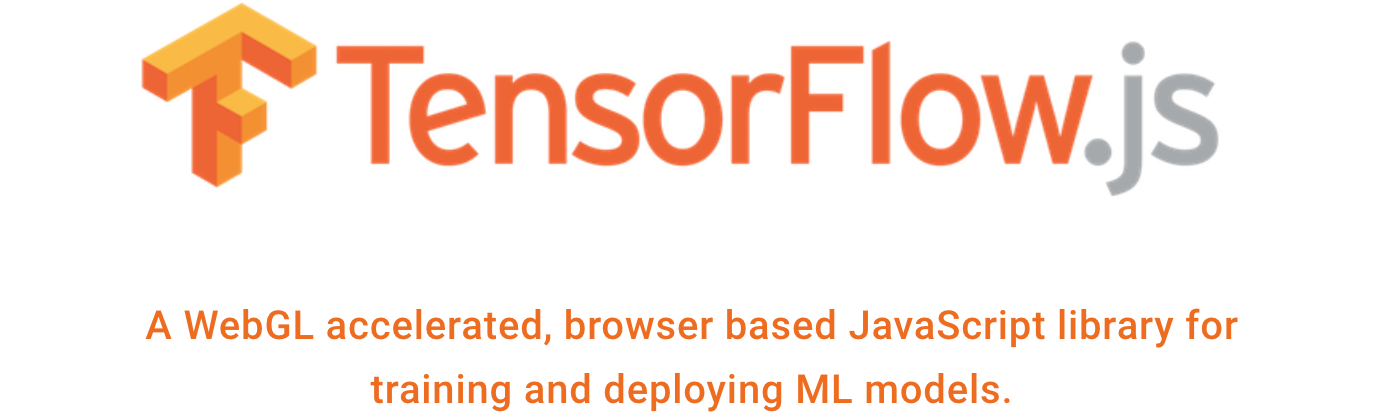 TensorFlow.js
A WebGL accelerated, browser based JavaScript library for
training and deploying ML models.